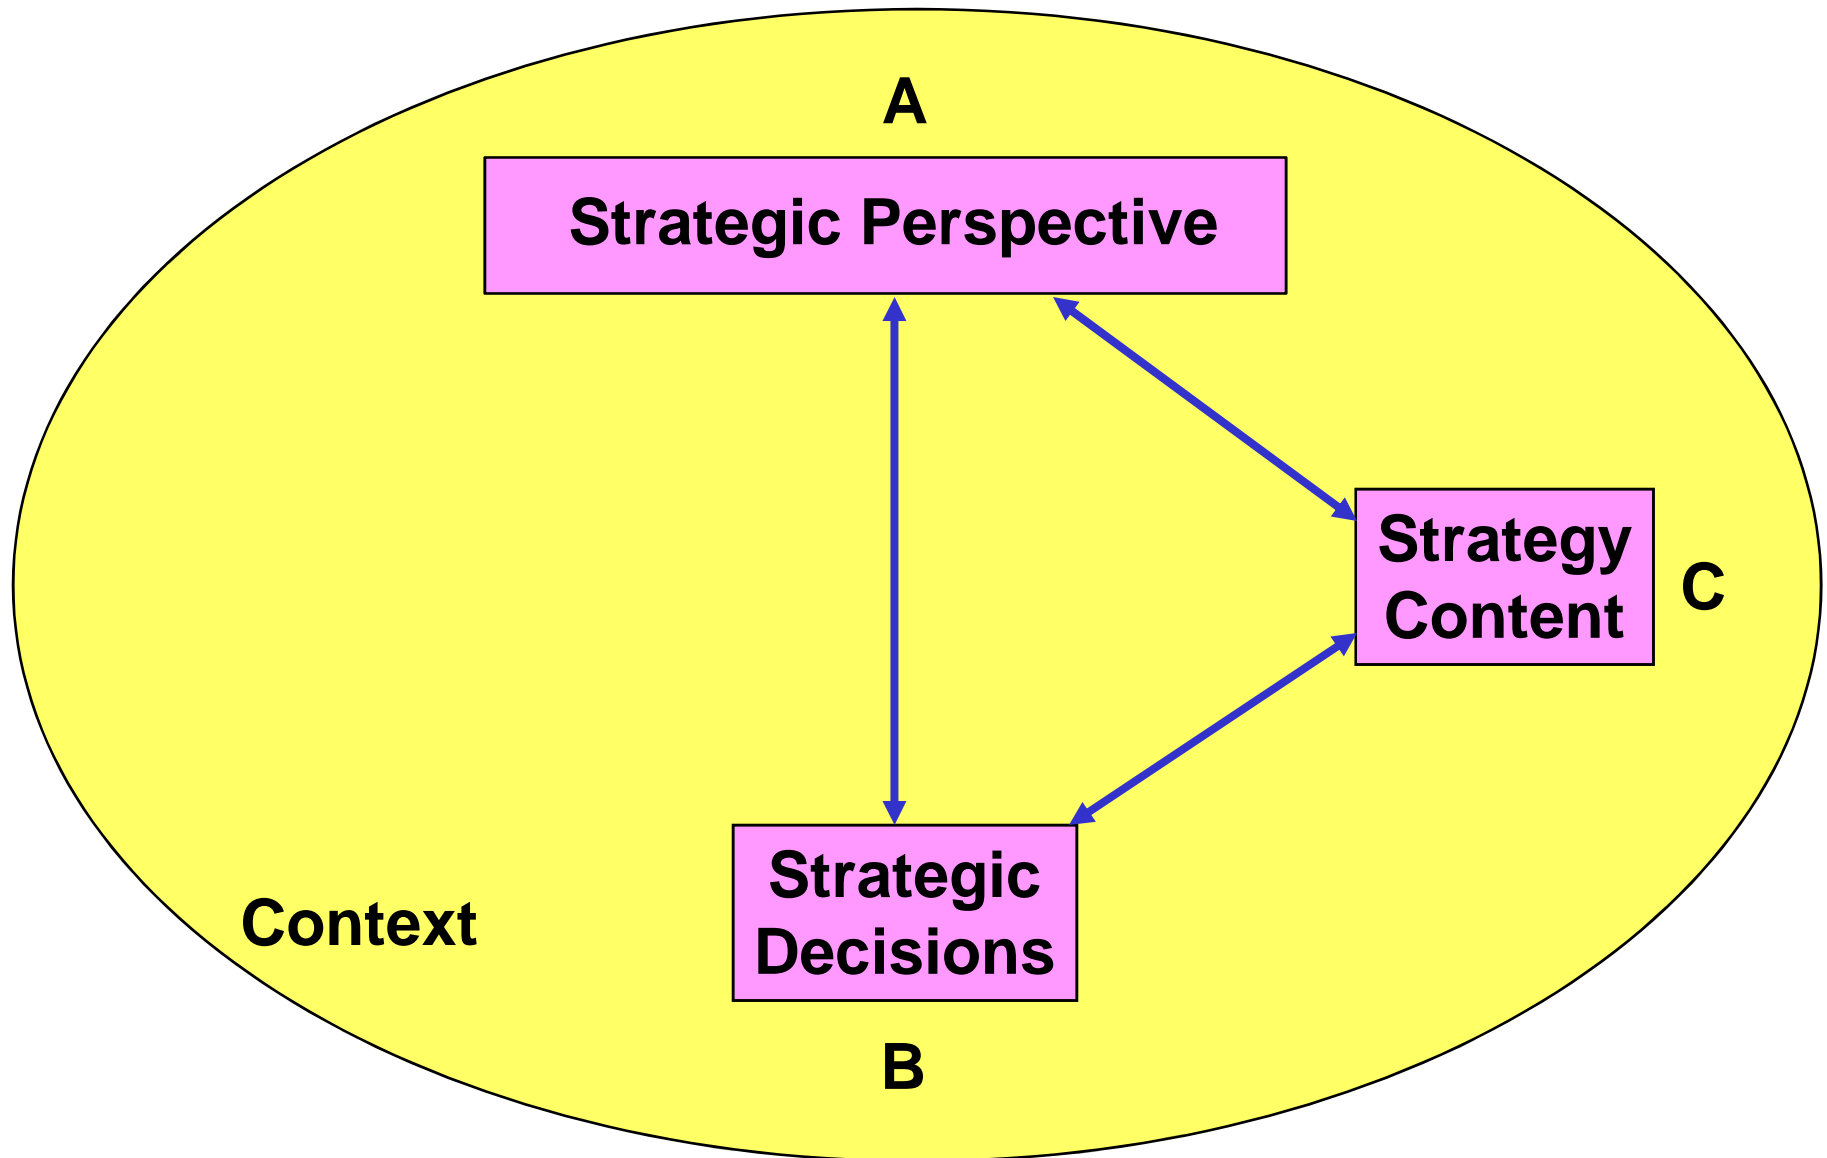 A
Strategic Perspective
Strategy
Content
C
Strategic
Decisions
Context
B